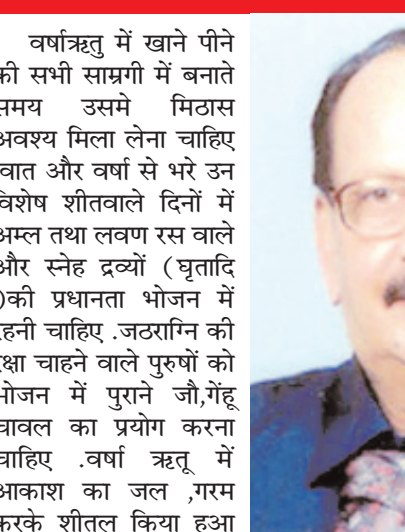 वर्षाऋतु में खाने पीने
की सभी साम्रगी में बनाते
समय उसमे मिठास
अवश्य मिला लेना चाहिए
वात और वर्षा से भरे उन
विशेष शीतवाले दिनों में
अम्ल तथा लवण रस वाले
और स्नेह द्रव्यों (घृतादि
)की प्रधानता भोजन में
रहनी चाहिए .जठराग्नि की
रक्षा चाहने वाले पुरुषों को
भोजन में पुराने जौ,गेंहू
चावल का प्रयोग करना
चाहिए .वर्षा ऋतू में
आकाश का जल ,गरम
करके शीतल किया हुआ